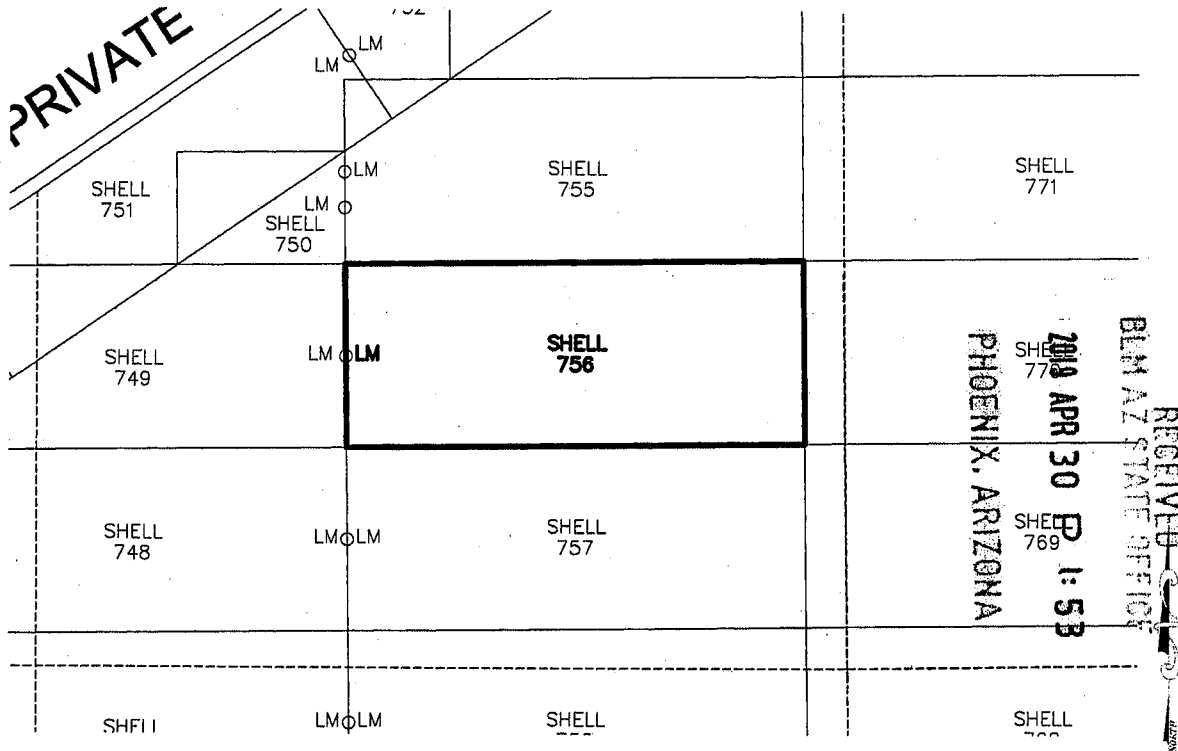 PRIVATE
LM
LM
SHELL
751
LM
LM
SHELL
750
SHELL
755
SHELL
771
SHELL
749
LM
LM
SHELL
756
SHELL
748
LM
LM
SHELL
757
SHELL
769
LM
LM
SHELL
SHELL
SHELL
RECEIVED
BLM AZ STATE OFFICE
APR 30 P 1:53
PHOENIX, ARIZONA